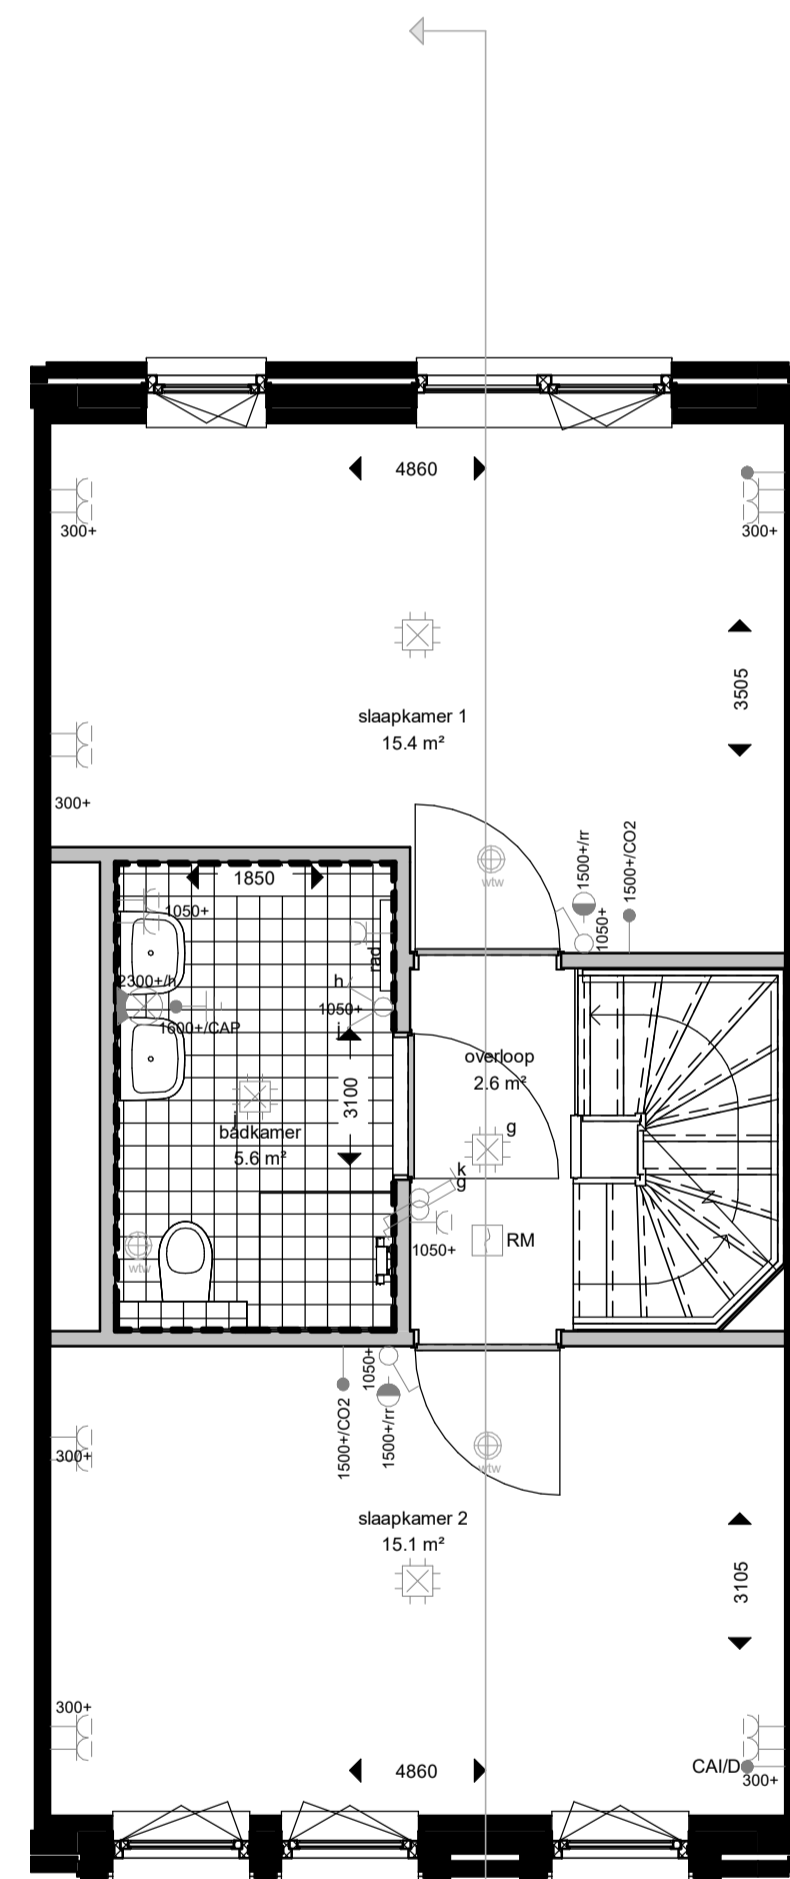 4860
300+
300+
3505
slaapkamer 1
15.4 m²
300+
1500+/rr
1500+/CO2
wtw
1050+
1850
1050+
rad
2300+/h
h
1050+
i
1600+/CAP
overloop
2.6 m²
3100
g
j
badkamer
5.6 m²
k
g
1050+
RM
wtw
1050+
1500+/CO2
1500+/rr
300+
wtw
slaapkamer 2
15.1 m²
3105
300+
4860
CAI/D
300+